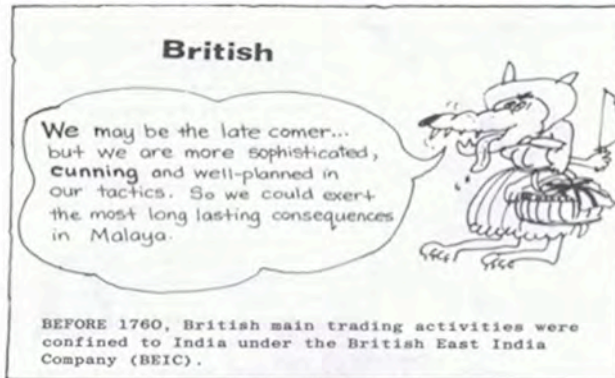 British
We may be the late comer...
but we are more sophisticated,
cunning and well-planned in
our tactics. So we could exert
the most long lasting consequences
in Malaya.
BEFORE 1760, British main trading activities were
confined to India under the British East India
Company (BEIC).